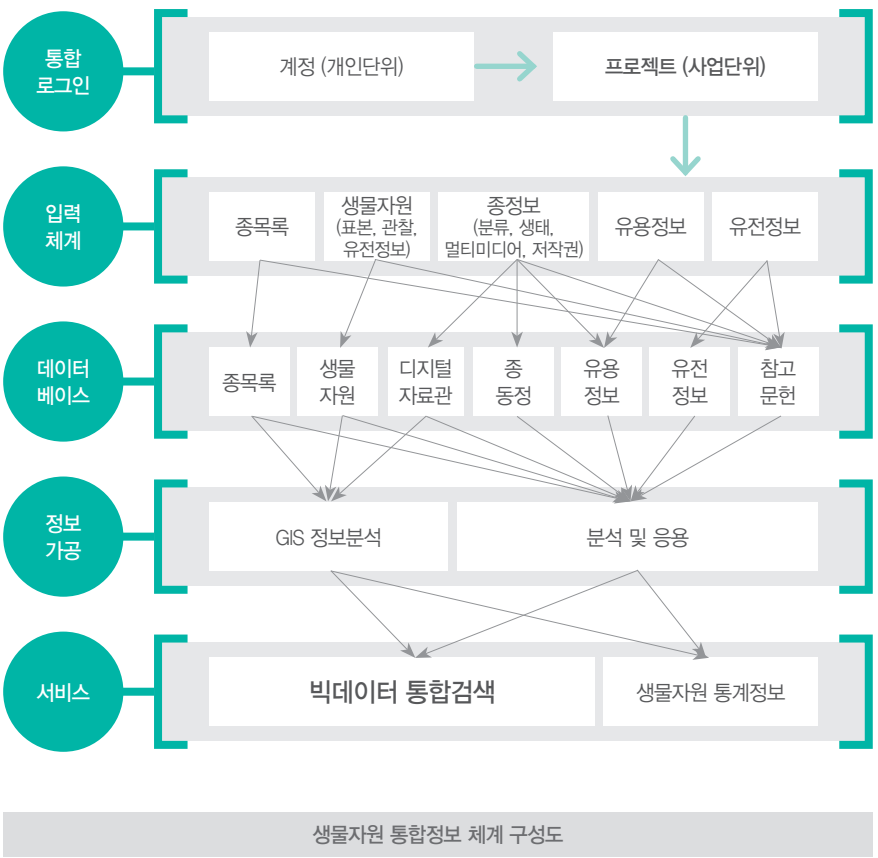 통합
로그인
계정 (개인단위)
프로젝트 (사업단위)
입력
체계
종목록
생물자원
(표본, 관찰,
유전정보)
종정보
(분류, 생태,
멀티미디어, 저작권)
유용정보
유전정보
데이터
베이스
종목록
생물
자원
디지털
자료관
종
동정
유용
정보
유전
정보
참고
문헌
정보
가공
GIS 정보분석
분석 및 응용
서비스
빅데이터 통합검색
생물자원 통계정보
생물자원 통합정보 체계 구성도